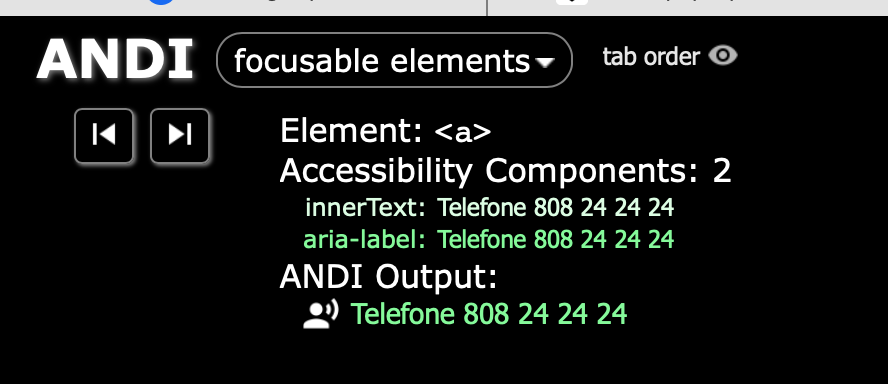 ANDI
focusable elements
tab order
Element: <a>
Accessibility Components: 2
innerText: Telefone 808 24 24 24
aria-label: Telefone 808 24 24 24
ANDI Output:
Telefone 808 24 24 24